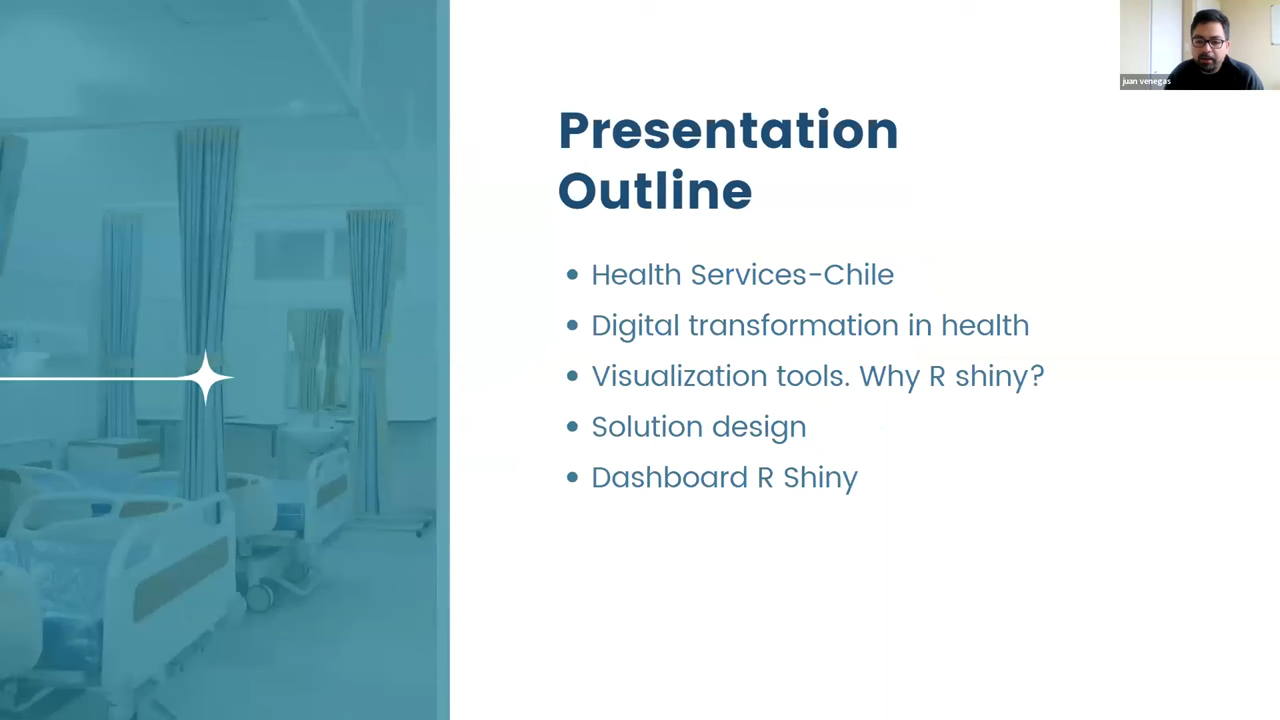 juan venegas
Presentation
Outline
• Health Services-Chile
• Digital transformation in health
• Visualization tools. Why R shiny?
• Solution design
• Dashboard R Shiny